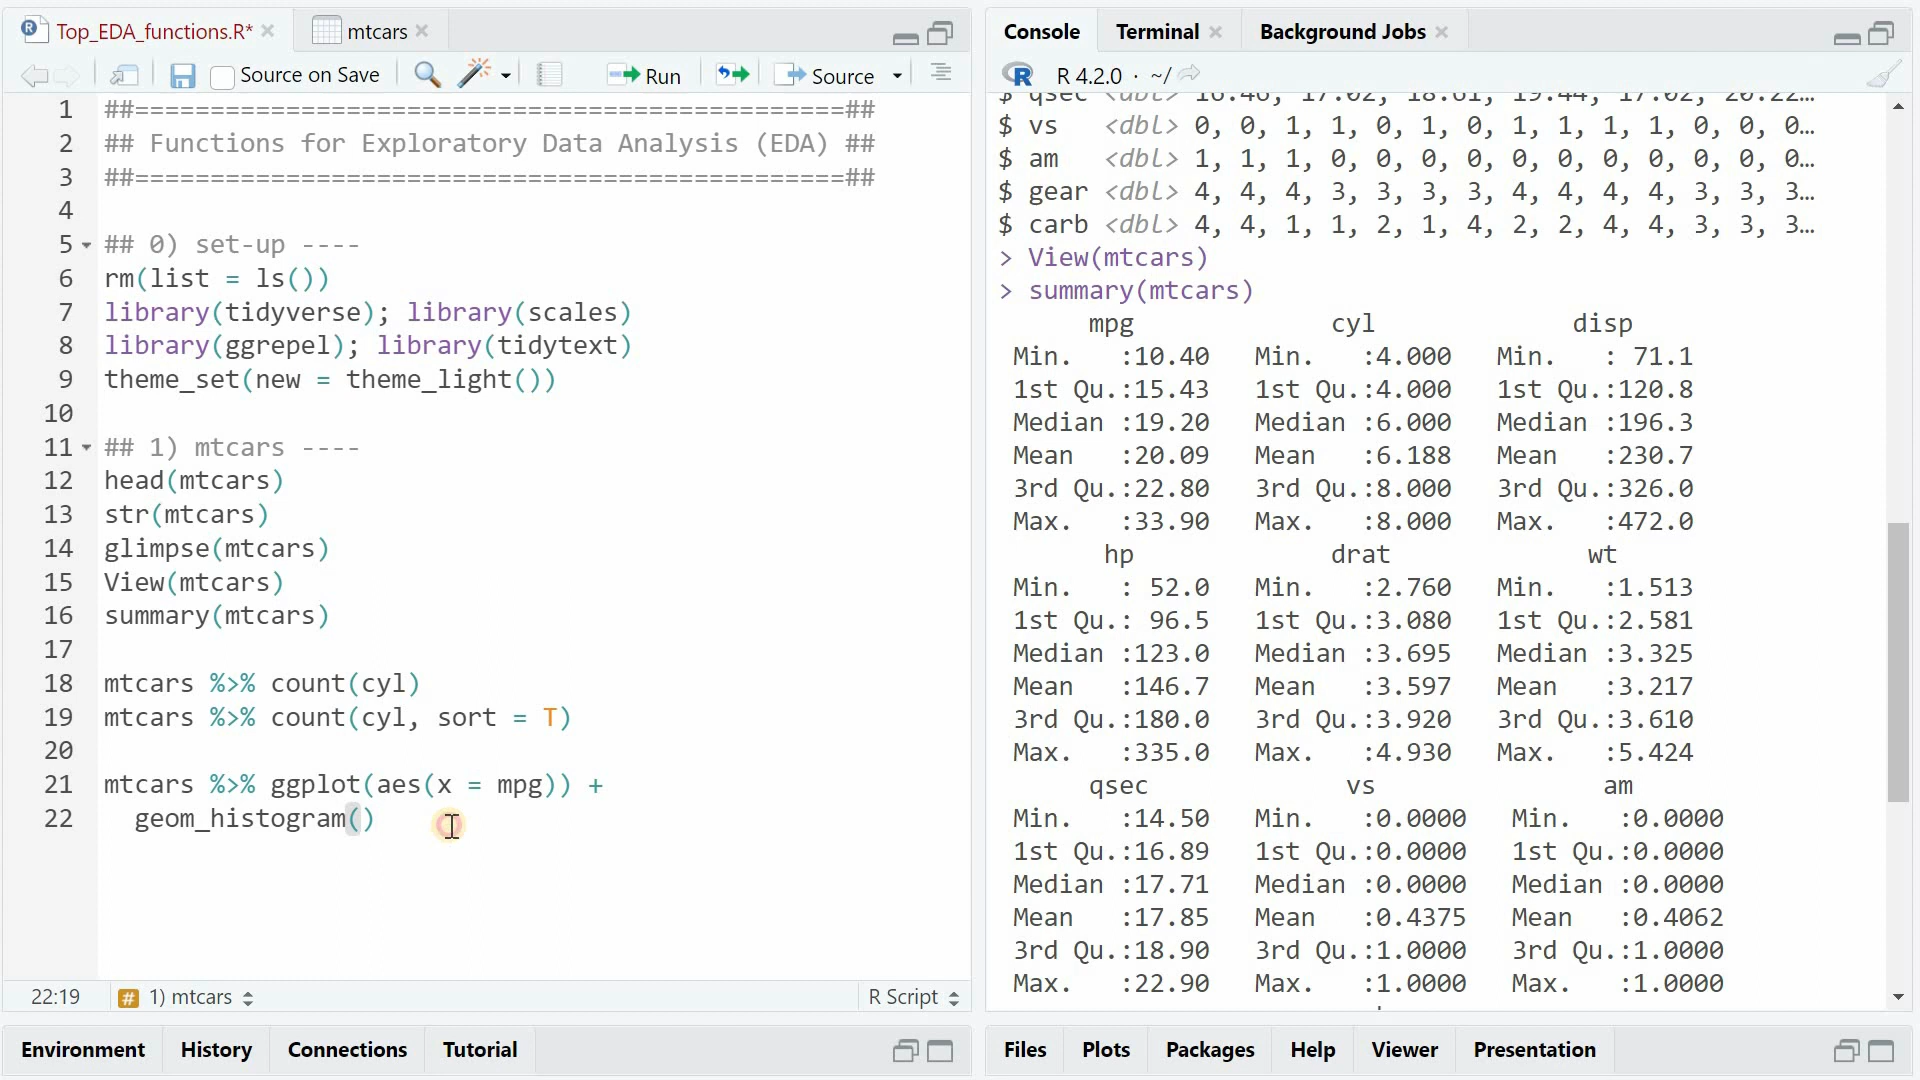 Top_EDA_functions.R*
mtcars
Source on Save
Run
Source
1 ##===============================================##
2 ## Functions for Exploratory Data Analysis (EDA) ##
3 ##===============================================##
4
5 ## 0) set-up ----
6 rm(list = ls())
7 library(tidyverse); library(scales)
8 library(ggrepel); library(tidytext)
9 theme_set(new = theme_light())
10
11 ## 1) mtcars ----
12 head(mtcars)
13 str(mtcars)
14 glimpse(mtcars)
15 View(mtcars)
16 summary(mtcars)
17
18 mtcars %>% count(cyl)
19 mtcars %>% count(cyl, sort = T)
20
21 mtcars %>% ggplot(aes(x = mpg)) +
22   geom_histogram()
22:19 # 1) mtcars R Script
Environment History Connections Tutorial
Console Terminal Background Jobs
R 4.2.0 · ~/
$ qsec <dbl> 16.46, 17.02, 18.61, 19.44, 17.02, 20.22…
$ vs   <dbl> 0, 0, 1, 1, 0, 1, 0, 1, 1, 1, 1, 0, 0, 0…
$ am   <dbl> 1, 1, 1, 0, 0, 0, 0, 0, 0, 0, 0, 0, 0, 0…
$ gear <dbl> 4, 4, 4, 3, 3, 3, 3, 4, 4, 4, 4, 3, 3, 3…
$ carb <dbl> 4, 4, 1, 1, 2, 1, 4, 2, 2, 4, 4, 3, 3, 3…
> View(mtcars)
> summary(mtcars)
mpg cyl disp
Min.   :10.40   Min.   :4.000   Min.   : 71.1
1st Qu.:15.43   1st Qu.:4.000   1st Qu.:120.8
Median :19.20   Median :6.000   Median :196.3
Mean   :20.09   Mean   :6.188   Mean   :230.7
3rd Qu.:22.80   3rd Qu.:8.000   3rd Qu.:326.0
Max.   :33.90   Max.   :8.000   Max.   :472.0
hp drat wt
Min.   : 52.0   Min.   :2.760   Min.   :1.513
1st Qu.: 96.5   1st Qu.:3.080   1st Qu.:2.581
Median :123.0   Median :3.695   Median :3.325
Mean   :146.7   Mean   :3.597   Mean   :3.217
3rd Qu.:180.0   3rd Qu.:3.920   3rd Qu.:3.610
Max.   :335.0   Max.   :4.930   Max.   :5.424
qsec vs am
Min.   :14.50   Min.   :0.0000   Min.   :0.0000
1st Qu.:16.89   1st Qu.:0.0000   1st Qu.:0.0000
Median :17.71   Median :0.0000   Median :0.0000
Mean   :17.85   Mean   :0.4375   Mean   :0.4062
3rd Qu.:18.90   3rd Qu.:1.0000   3rd Qu.:1.0000
Max.   :22.90   Max.   :1.0000   Max.   :1.0000
Files Plots Packages Help Viewer Presentation